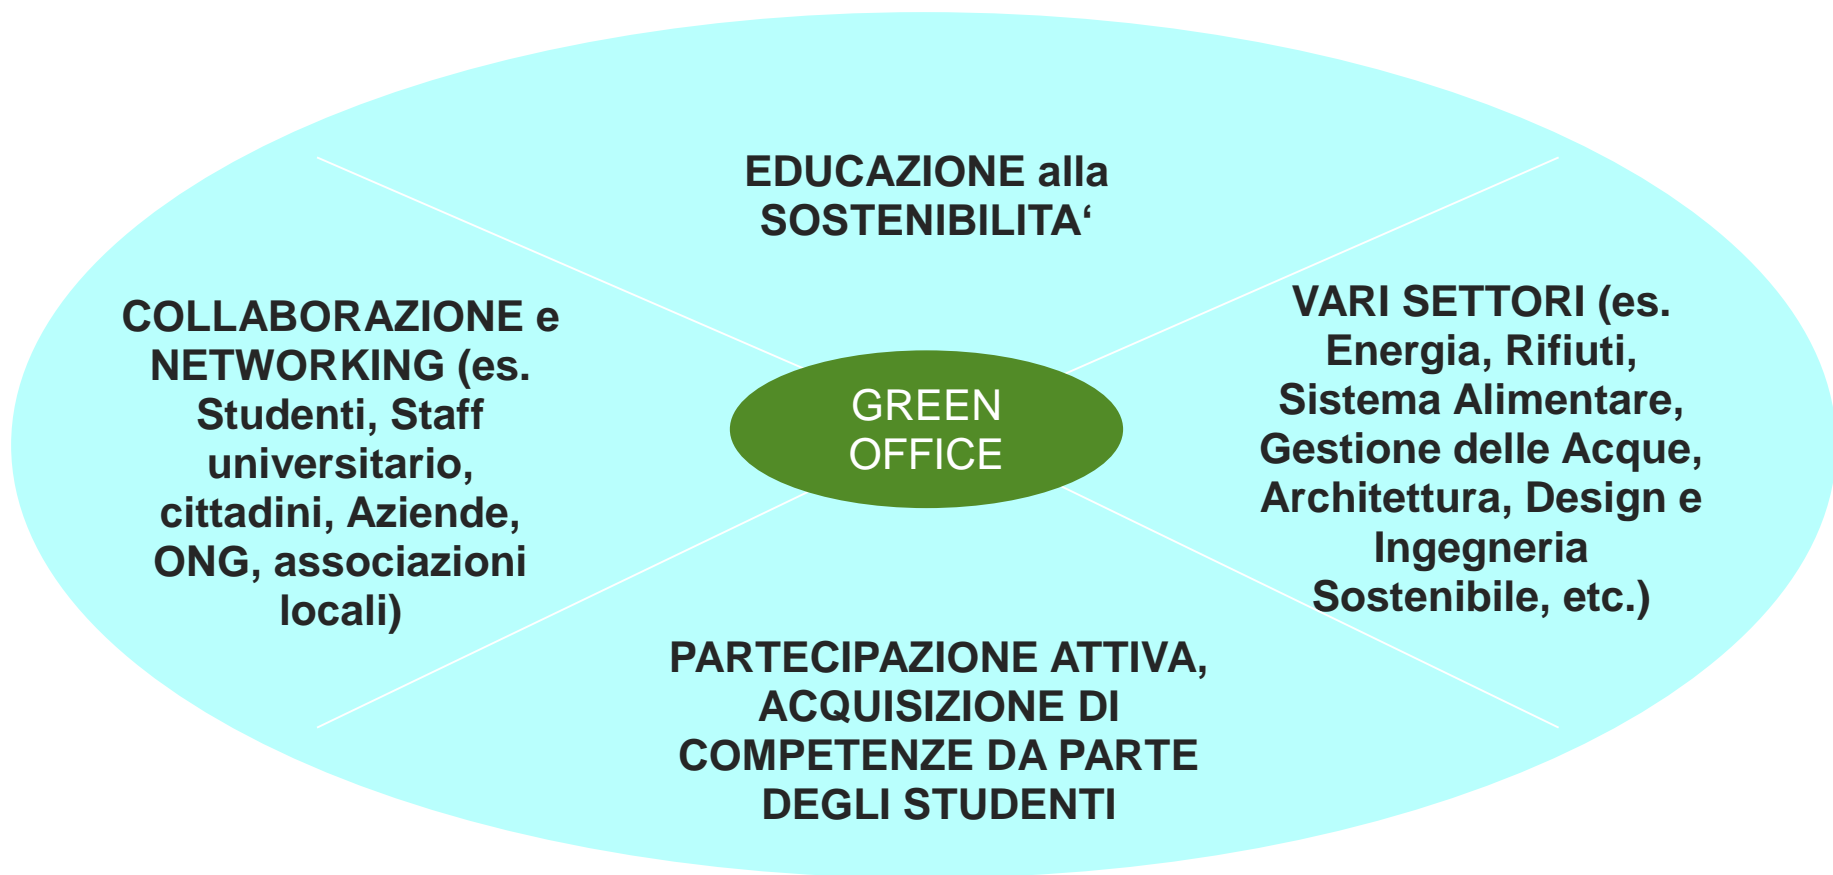 EDUCAZIONE alla
SOSTENIBILITA‘
COLLABORAZIONE e
NETWORKING (es.
Studenti, Staff
universitario,
cittadini, Aziende,
ONG, associazioni
locali)
GREEN
OFFICE
VARI SETTORI (es.
Energia, Rifiuti,
Sistema Alimentare,
Gestione delle Acque,
Architettura, Design e
Ingegneria
Sostenibile, etc.)
PARTECIPAZIONE ATTIVA,
ACQUISIZIONE DI
COMPETENZE DA PARTE
DEGLI STUDENTI